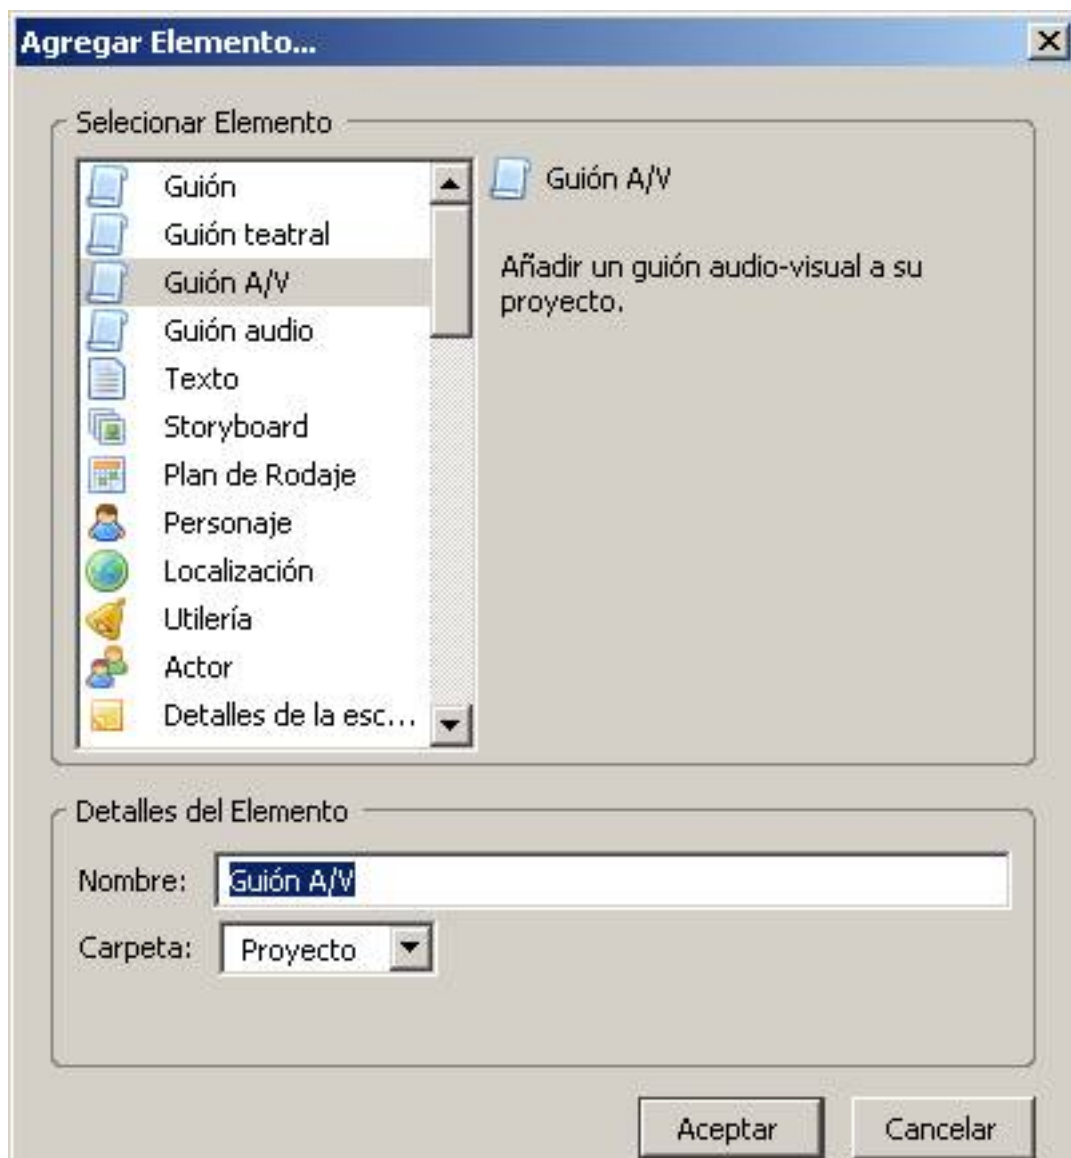 Agregar Elemento...
Selecionar Elemento
Guión
Guión teatral
Guión A/V
Guión audio
Texto
Storyboard
Plan de Rodaje
Personaje
Localización
Utilería
Actor
Detalles de la esc...
Guión A/V
Añadir un guión audio-visual a su
proyecto.
Detalles del Elemento
Nombre: Guión A/V
Carpeta: Proyecto
Aceptar Cancelar